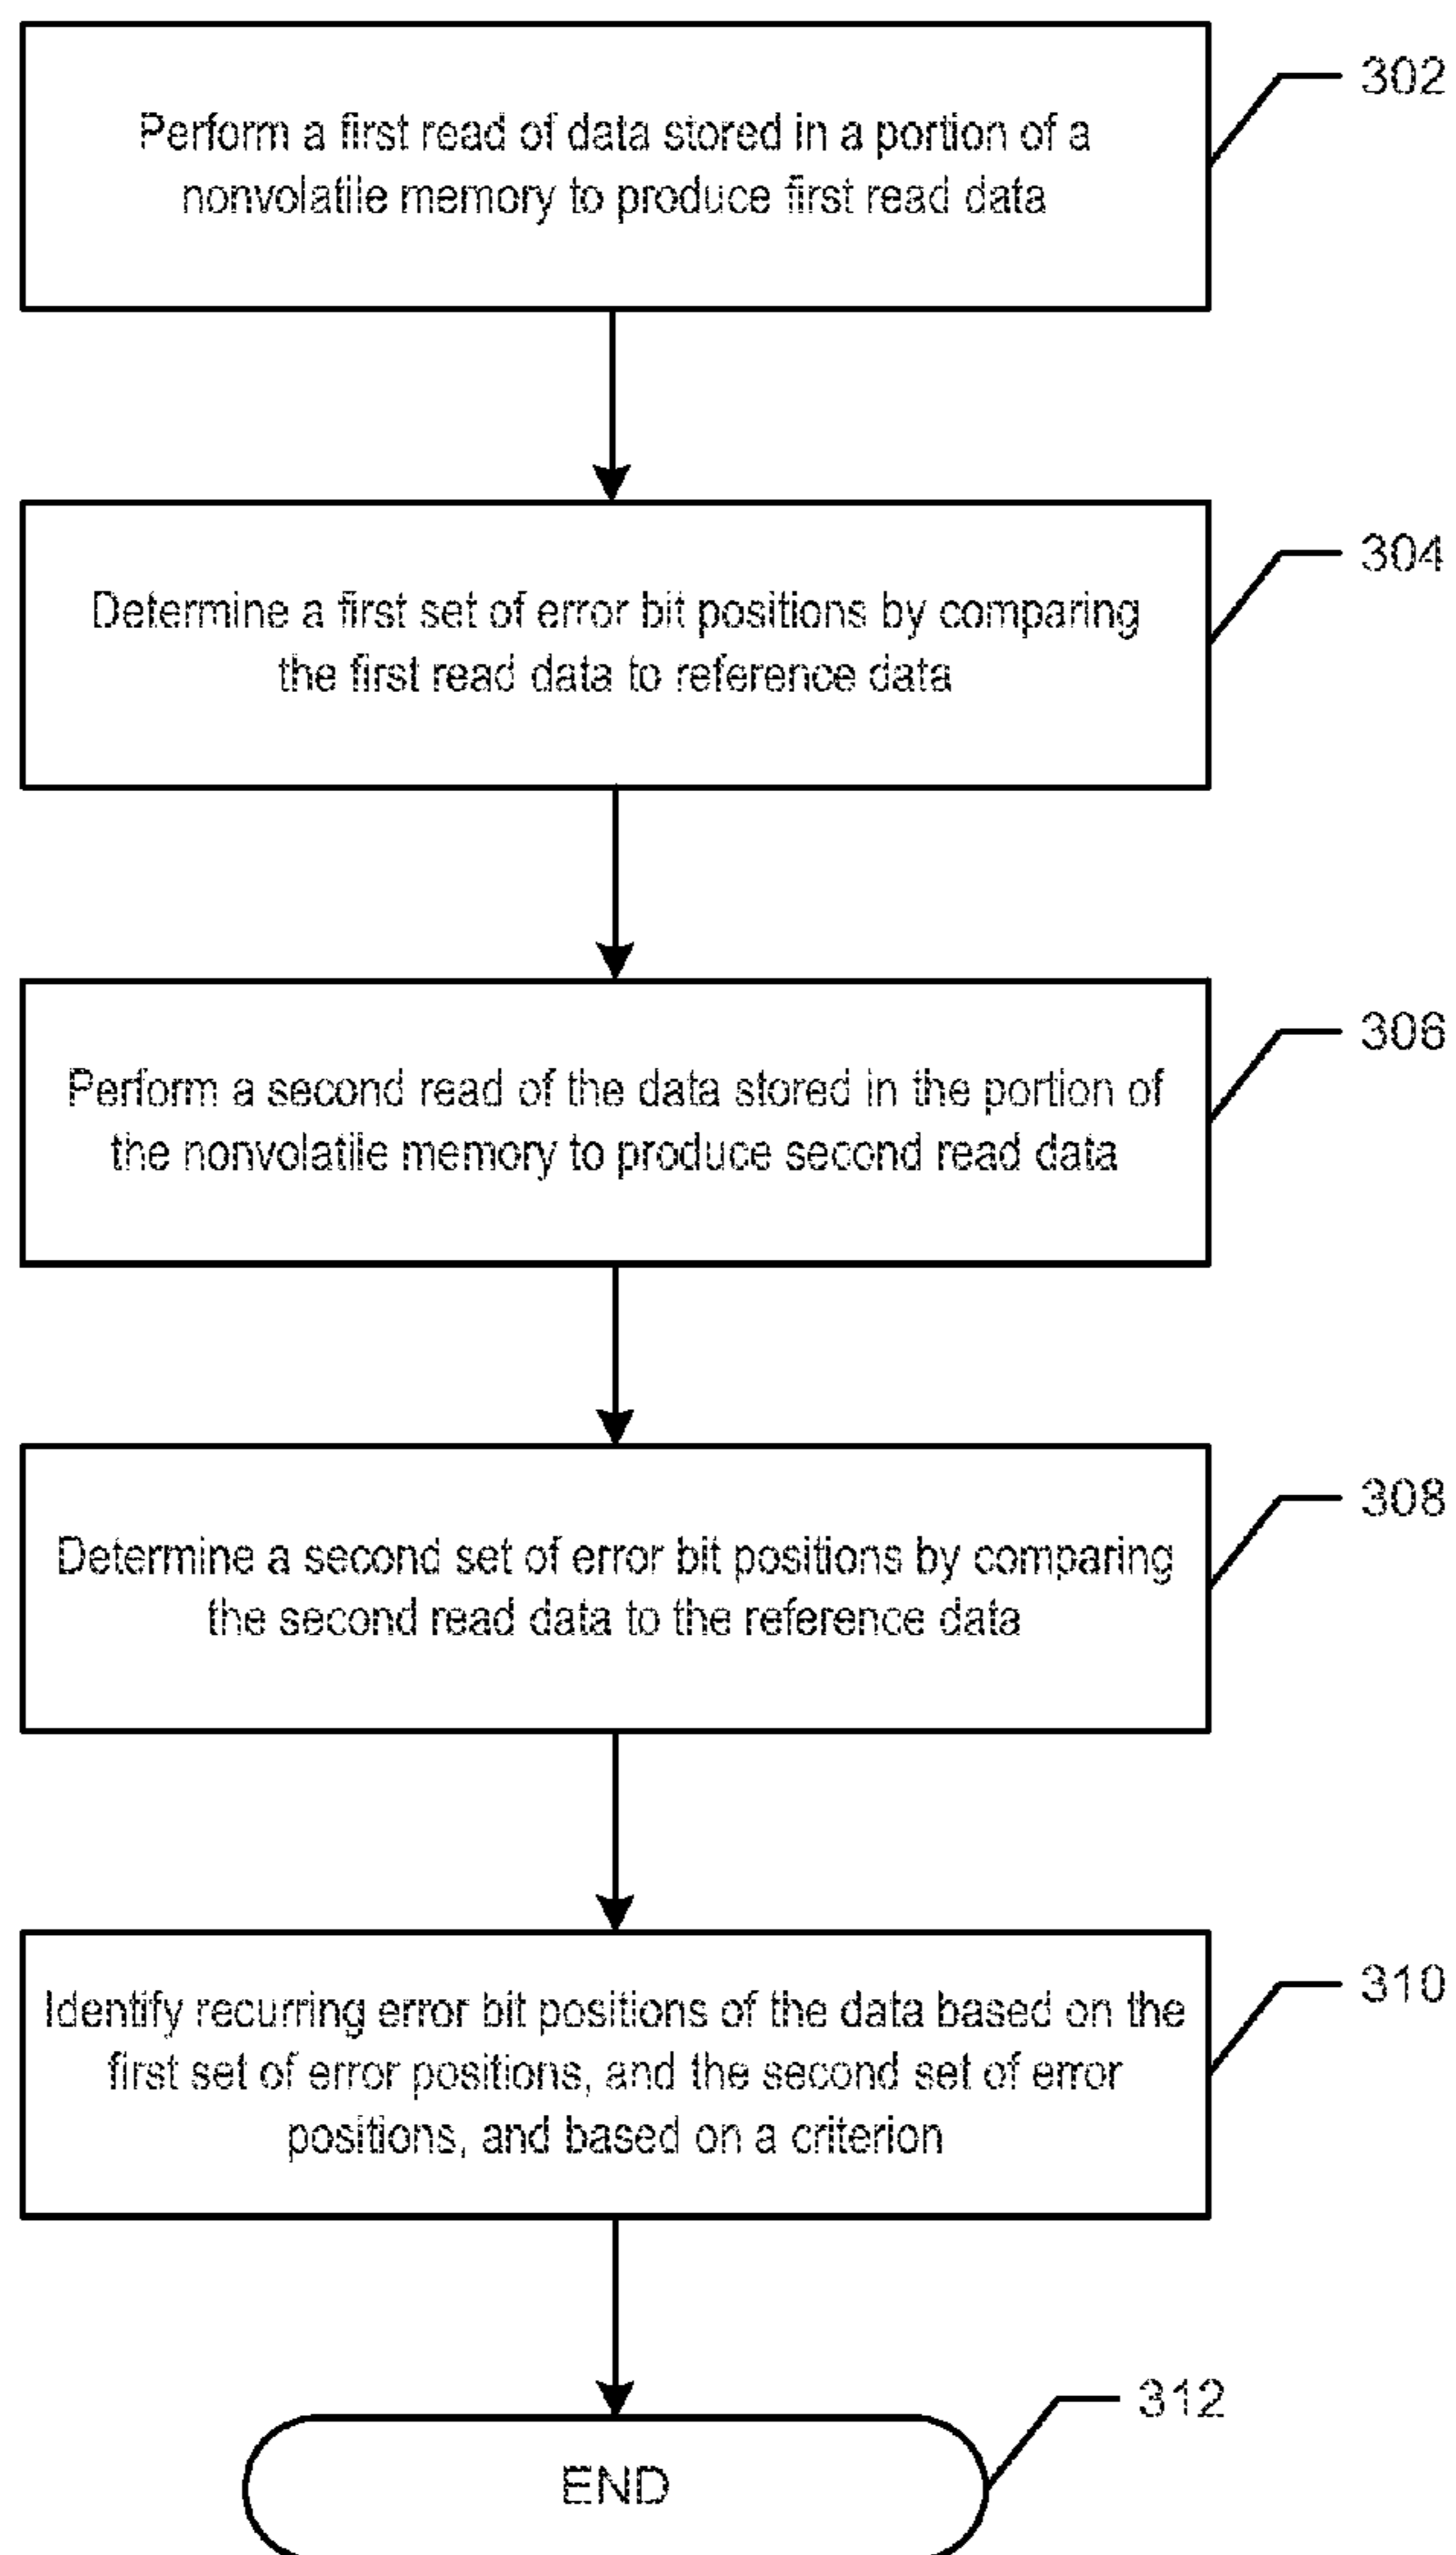 302
Perform a first read of data stored in a portion of a
nonvolatile memory to produce first read data
304
Determine a first set of error bit positions by comparing
the first read data to reference data
306
Perform a second read of the data stored in the portion of
the nonvolatile memory to produce second read data
308
Determine a second set of error bit positions by comparing
the second read data to the reference data
310
Identify recurring error bit positions of the data based on the
first set of error positions, and the second set of error
positions, and based on a criterion
312
END